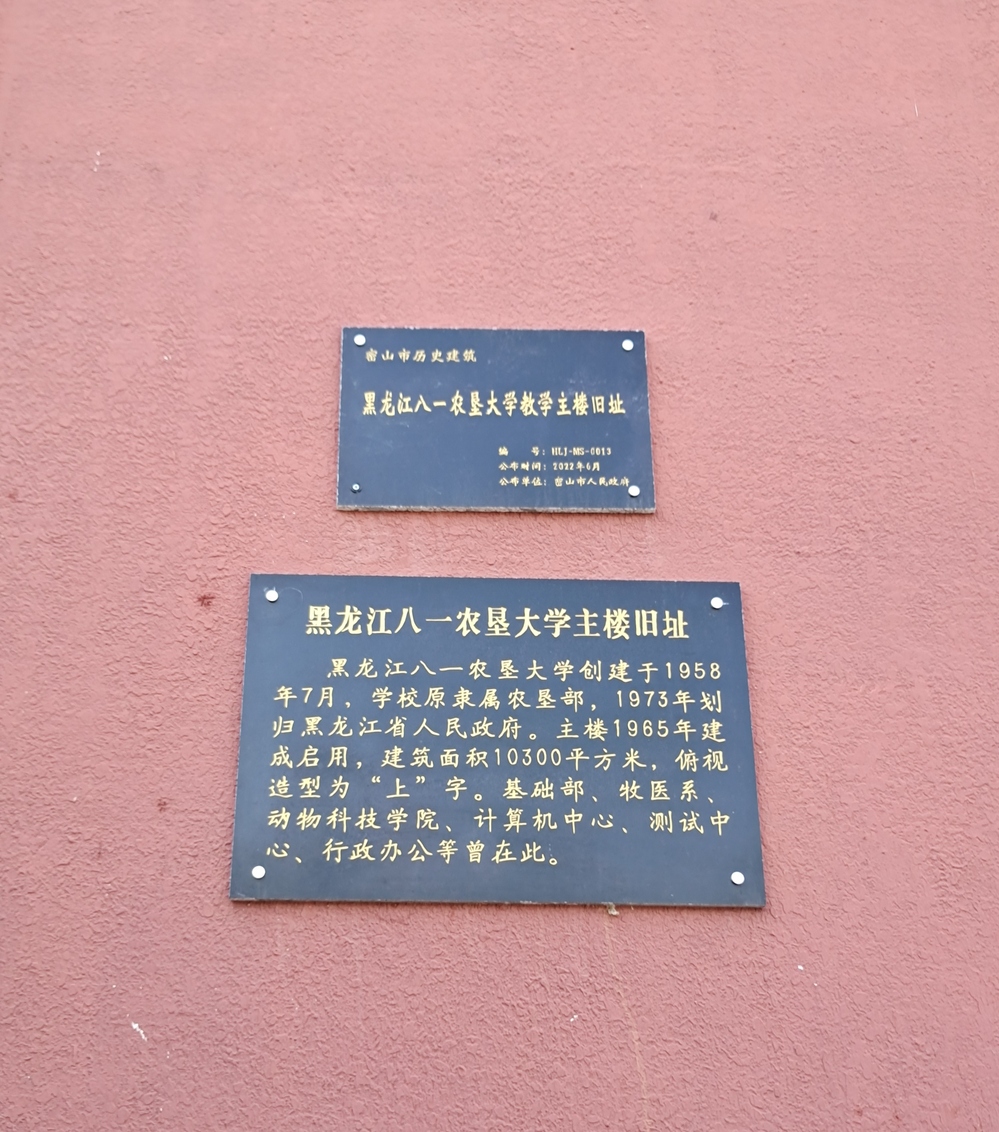 密山市历史建筑
黑龙江八一农垦大学教学主楼旧址
编 号：HLJ-MS-0013
公布时间：2022年6月
公布单位：密山市人民政府
黑龙江八一农垦大学主楼旧址
黑龙江八一农垦大学创建于1958
年7月，学校原隶属农垦部，1973年划
归黑龙江省人民政府。主楼1965年建
成启用，建筑面积10300平方米，俯视
造型为“上”字。基础部、牧医系、
动物科技学院、计算机中心、测试中
心、行政办公等曾在此。